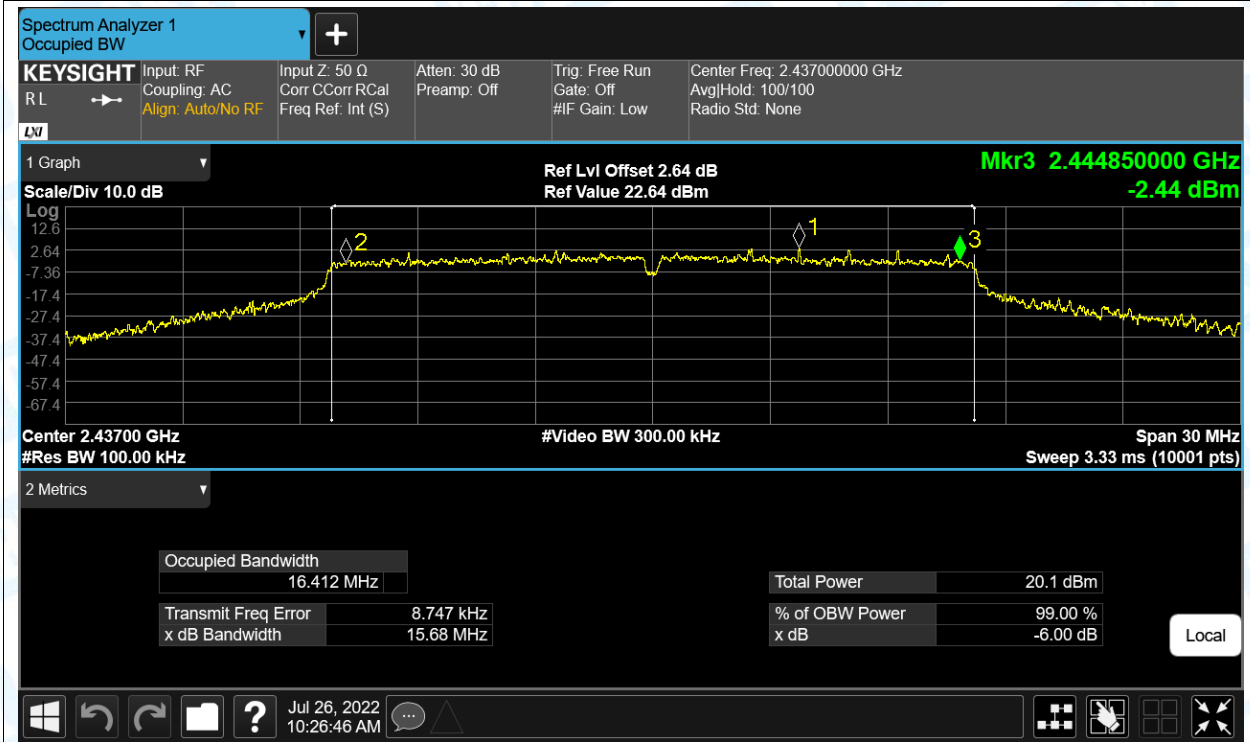 Spectrum Analyzer 1
Occupied BW
KEYSIGHT
R L
LXI
Input: RF
Coupling: AC
Align: Auto/No RF
Input Z: 50 Ω
Corr CCorr RCal
Freq Ref: Int (S)
Atten: 30 dB
Preamp: Off
Trig: Free Run
Gate: Off
#IF Gain: Low
Center Freq: 2.437000000 GHz
Avg|Hold: 100/100
Radio Std: None
1 Graph
Scale/Div 10.0 dB
Ref Lvl Offset 2.64 dB
Ref Value 22.64 dBm
Mkr3 2.444850000 GHz
-2.44 dBm
Log
12.6
2.64
-7.36
-17.4
-27.4
-37.4
-47.4
-57.4
-67.4
2
1
3
Center 2.43700 GHz
#Res BW 100.00 kHz
#Video BW 300.00 kHz
Span 30 MHz
Sweep 3.33 ms (10001 pts)
2 Metrics
Occupied Bandwidth
16.412 MHz
Transmit Freq Error 8.747 kHz
x dB Bandwidth 15.68 MHz
Total Power 20.1 dBm
% of OBW Power 99.00 %
x dB -6.00 dB
Local
?
Jul 26, 2022
10:26:46 AM